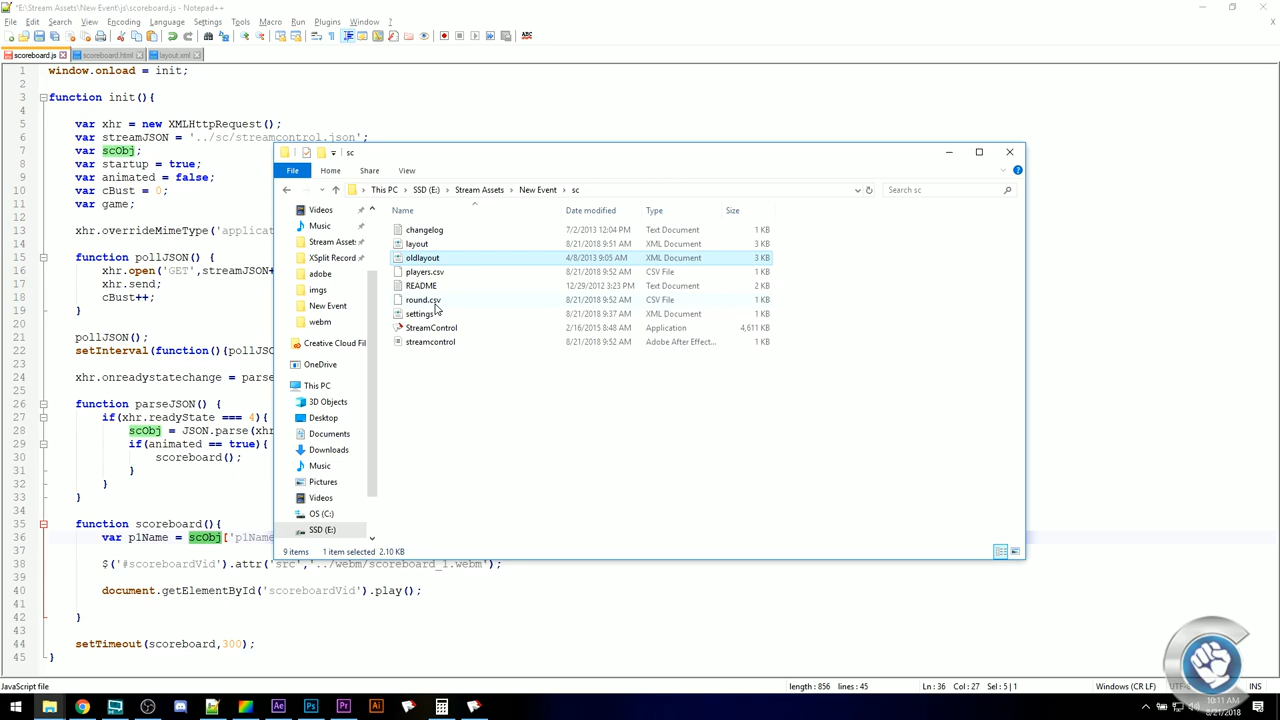 *E:\Stream Assets\New Event\js\scoreboard.js - Notepad++
File Edit Search View Encoding Language Settings Tools Macro Run Plugins Window ?
X
scoreboard.js scoreboard.html layout.xml
1 window.onload = init;
2
3 function init(){
4
5 var xhr = new XMLHttpRequest();
6 var streamJSON = '../sc/streamcontrol.json';
7 var scObj;
8 var startup = true;
9 var animated = false;
10 var cBust = 0;
11 var game;
12
13 xhr.overrideMimeType('applicat
14
15 function pollJSON() {
16 xhr.open('GET',streamJSON+
17 xhr.send;
18 cBust++;
19 }
20
21 pollJSON();
22 setInterval(function(){pollJSO
23
24 xhr.onreadystatechange = parse
25
26 function parseJSON() {
27 if(xhr.readyState === 4){
28 scObj = JSON.parse(xhr
29 if(animated == true){
30 scoreboard();
31 }
32 }
33 }
34
35 function scoreboard(){
36 var p1Name = scObj['p1Name
37
38 $('#scoreboardVid').attr('src','../webm/scoreboard_1.webm');
39
40 document.getElementById('scoreboardVid').play();
41
42 }
43
44 setTimeout(scoreboard,300);
45 }
sc
File Home Share View
This PC > SSD (E:) > Stream Assets > New Event > sc
Search sc
Name Date modified Type Size
changelog 7/2/2013 12:04 PM Text Document 1 KB
layout 8/21/2018 9:51 AM XML Document 3 KB
oldlayout 4/8/2013 9:05 AM XML Document 3 KB
players.csv 8/21/2018 9:52 AM CSV File 1 KB
README 12/29/2012 3:23 PM Text Document 2 KB
round.csv 8/21/2018 9:52 AM CSV File 1 KB
settings 8/21/2018 9:37 AM XML Document 1 KB
StreamControl 2/16/2015 8:48 AM Application 4,611 KB
streamcontrol 8/21/2018 9:52 AM Adobe After Effect... 1 KB
Videos
Music
Stream Asset
XSplit Record
adobe
imgs
New Event
webm
Creative Cloud Fil
OneDrive
This PC
3D Objects
Desktop
Documents
Downloads
Music
Pictures
Videos
OS (C:)
SSD (E:)
9 items 1 item selected 2.10 KB
JavaScript file length : 856 lines : 45 Ln : 36 Col : 27 Sel : 5 | 1 Windows (CR LF) INS
Ae Ps Pr Ai
10:11 AM
8/21/2018